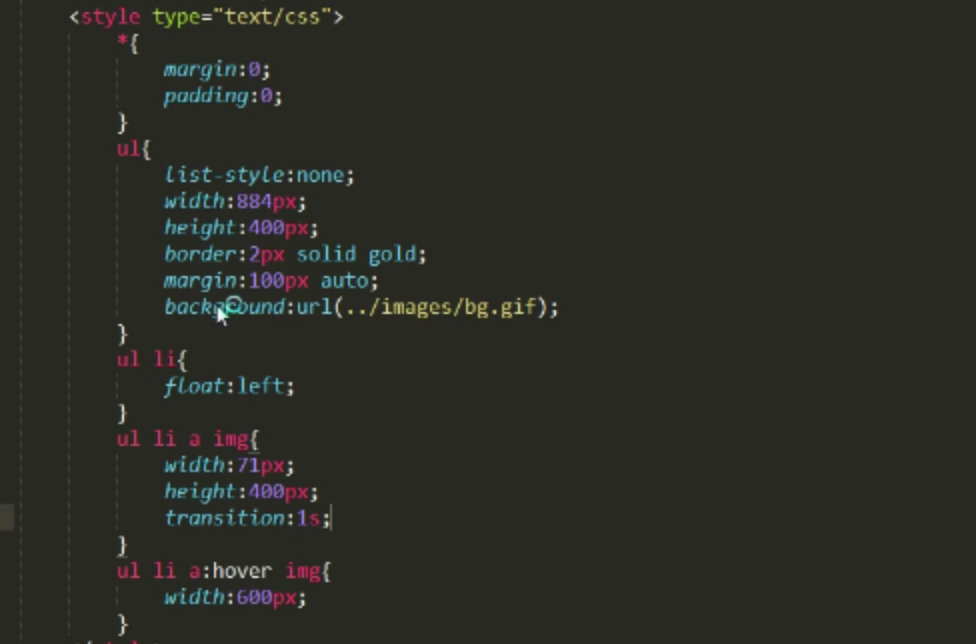 <style type="text/css">
*{
margin:0;
padding:0;
}
ul{
list-style:none;
width:884px;
height:400px;
border:2px solid gold;
margin:100px auto;
background:url(../images/bg.gif);
}
ul li{
float:left;
}
ul li a img{
width:71px;
height:400px;
transition:1s;
}
ul li a:hover img{
width:600px;
}